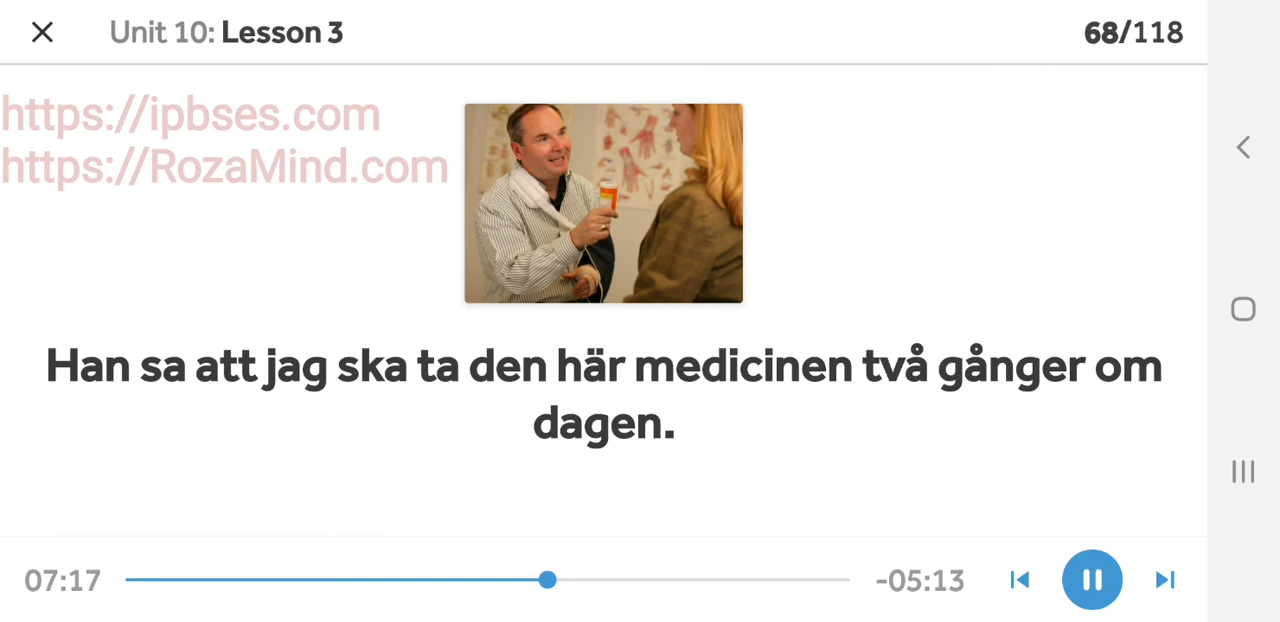 Unit 10: Lesson 3
68/118
https://ipbses.com
https://RozaMind.com
Han sa att jag ska ta den här medicinen två gånger om
dagen.
07:17
-05:13